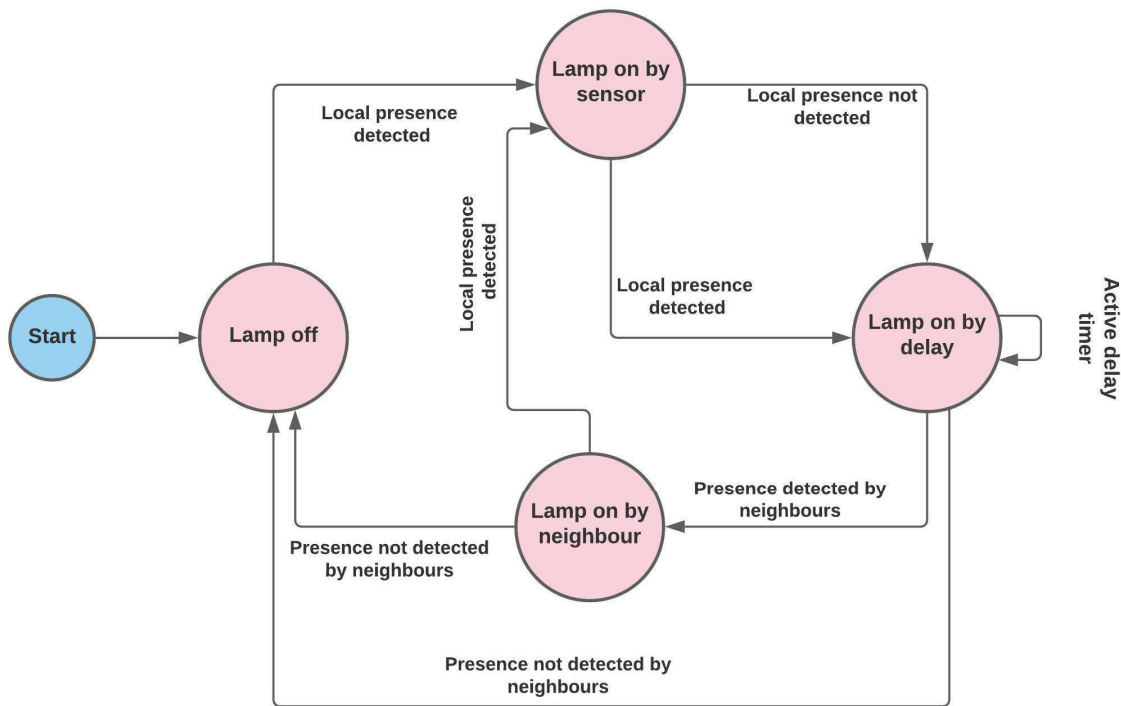 Lamp on by
sensor
Local presence
detected
Local presence not
detected
Local presence
detected
Local presence
detected
Start
Lamp off
Lamp on by
delay
Active delay
timer
Lamp on by
neighbour
Presence detected by
neighbours
Presence not detected
by neighbours
Presence not detected by
neighbours